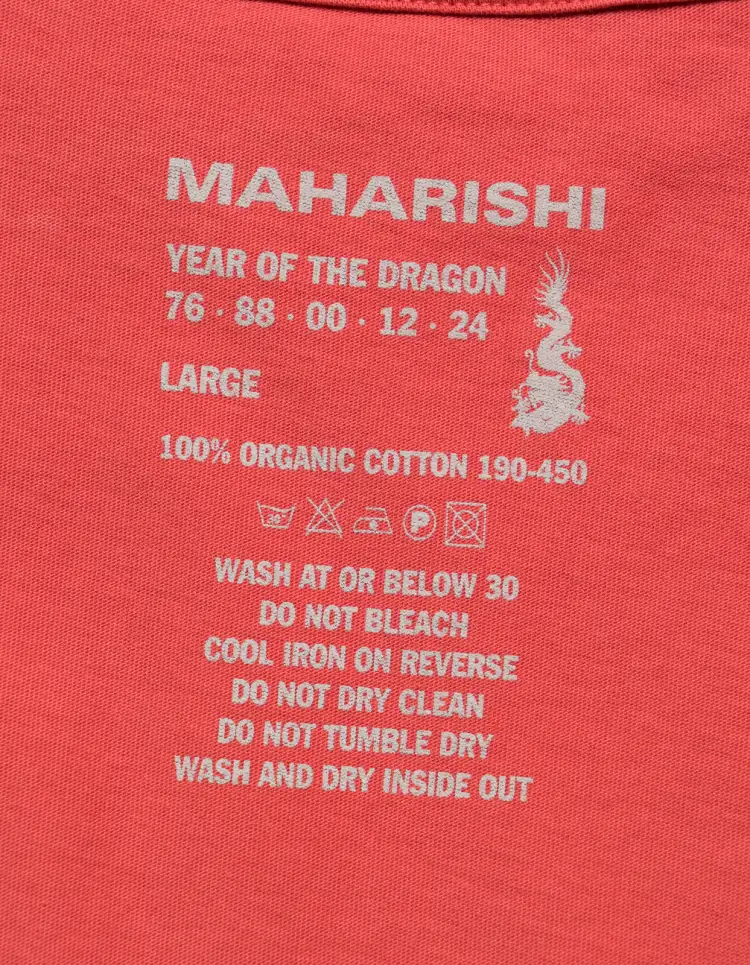 MAHARISHI
YEAR OF THE DRAGON
76 · 88 · 00 · 12 · 24
LARGE
100% ORGANIC COTTON 190-450
30° P
WASH AT OR BELOW 30
DO NOT BLEACH
COOL IRON ON REVERSE
DO NOT DRY CLEAN
DO NOT TUMBLE DRY
WASH AND DRY INSIDE OUT